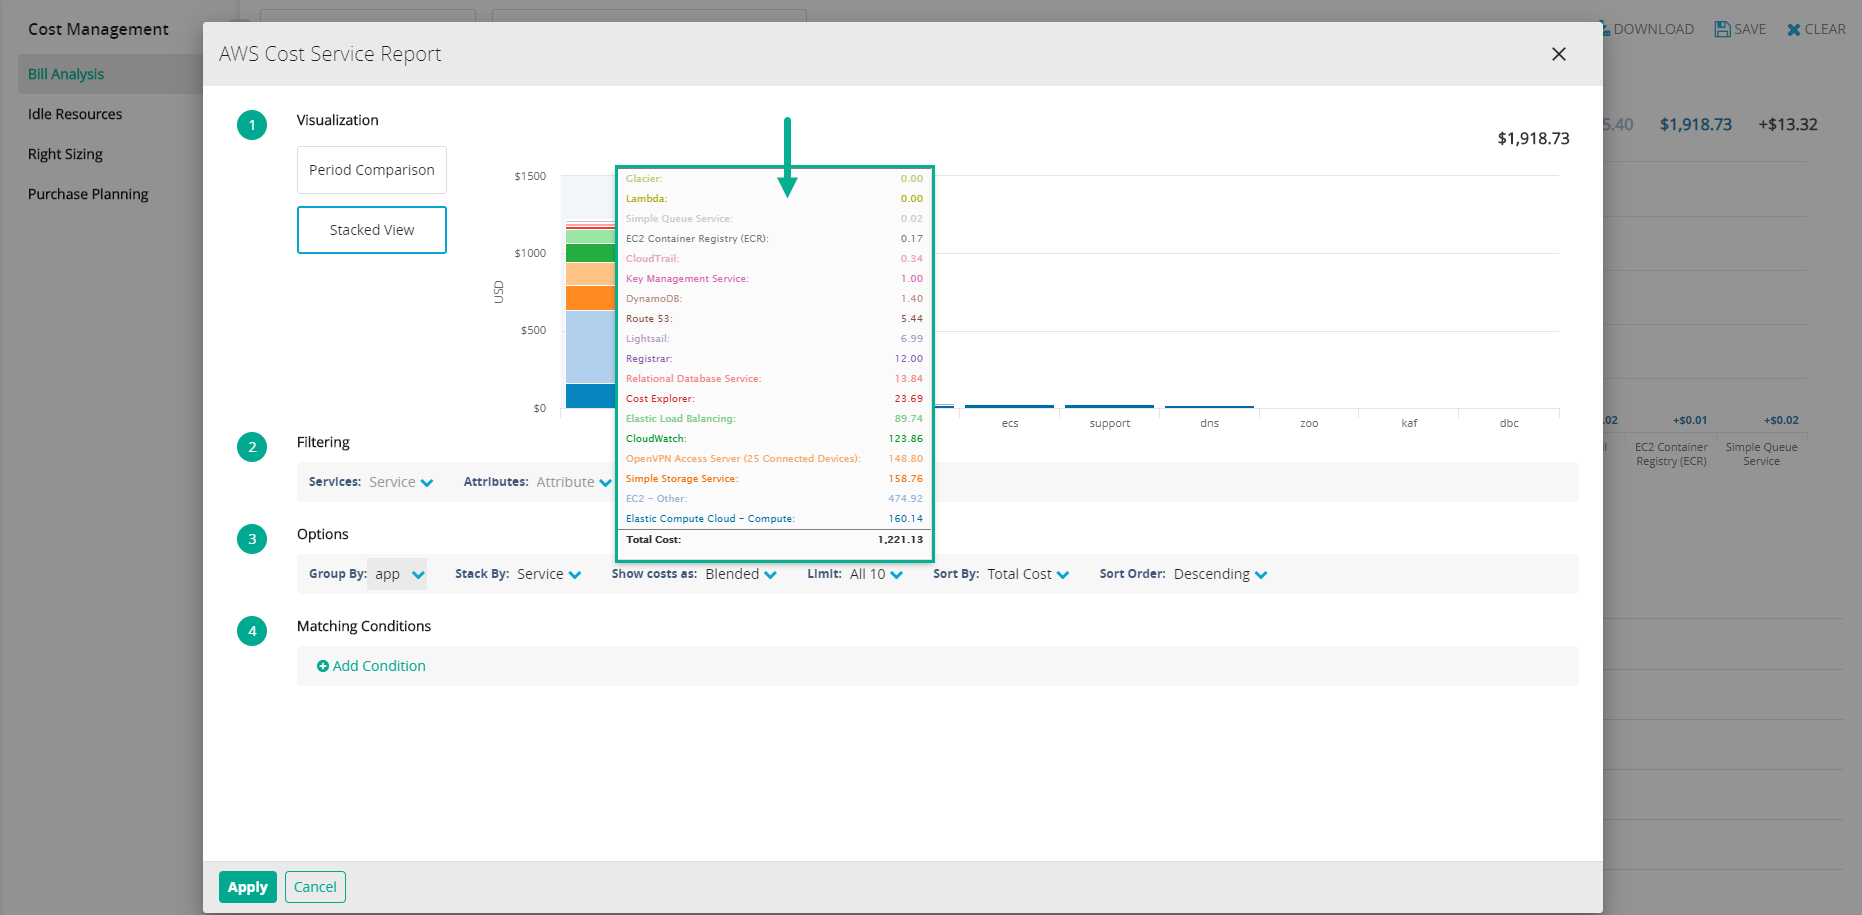 Cost Management
Bill Analysis
Idle Resources
Right Sizing
Purchase Planning
DOWNLOAD SAVE CLEAR
5.40 $1,918.73 +$13.32
AWS Cost Service Report
1 Visualization
Period Comparison
Stacked View
$1,918.73
USD
$1500
$1000
$500
$0
Glacier: 0.00
Lambda: 0.00
Simple Queue Service: 0.02
EC2 Container Registry (ECR): 0.17
CloudTrail: 0.34
Key Management Service: 1.00
DynamoDB: 1.40
Route 53: 5.44
Lightsail: 6.99
Registrar: 12.00
Relational Database Service: 13.84
Cost Explorer: 23.69
Elastic Load Balancing: 89.74
CloudWatch: 123.86
OpenVPN Access Server (25 Connected Devices): 148.80
Simple Storage Service: 158.76
EC2 - Other: 474.92
Elastic Compute Cloud - Compute: 160.14
Total Cost: 1,221.13
ecs support dns zoo kaf dbc
.02 +$0.01 +$0.02
EC2 Container Registry (ECR)
Simple Queue Service
2 Filtering
Services: Service Attributes: Attribute
3 Options
Group By: app Stack By: Service Show costs as: Blended Limit: All 10 Sort By: Total Cost Sort Order: Descending
4 Matching Conditions
Add Condition
Apply Cancel